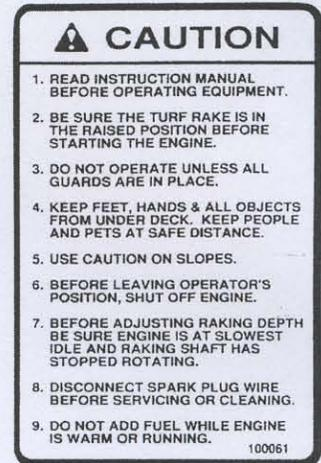 CAUTION
1. READ INSTRUCTION MANUAL
BEFORE OPERATING EQUIPMENT.
2. BE SURE THE TURF RAKE IS IN
THE RAISED POSITION BEFORE
STARTING THE ENGINE.
3. DO NOT OPERATE UNLESS ALL
GUARDS ARE IN PLACE.
4. KEEP FEET, HANDS & ALL OBJECTS
FROM UNDER DECK. KEEP PEOPLE
AND PETS AT SAFE DISTANCE.
5. USE CAUTION ON SLOPES.
6. BEFORE LEAVING OPERATOR'S
POSITION, SHUT OFF ENGINE.
7. BEFORE ADJUSTING RAKING DEPTH
BE SURE ENGINE IS AT SLOWEST
IDLE AND RAKING SHAFT HAS
STOPPED ROTATING.
8. DISCONNECT SPARK PLUG WIRE
BEFORE SERVICING OR CLEANING.
9. DO NOT ADD FUEL WHILE ENGINE
IS WARM OR RUNNING.
100061